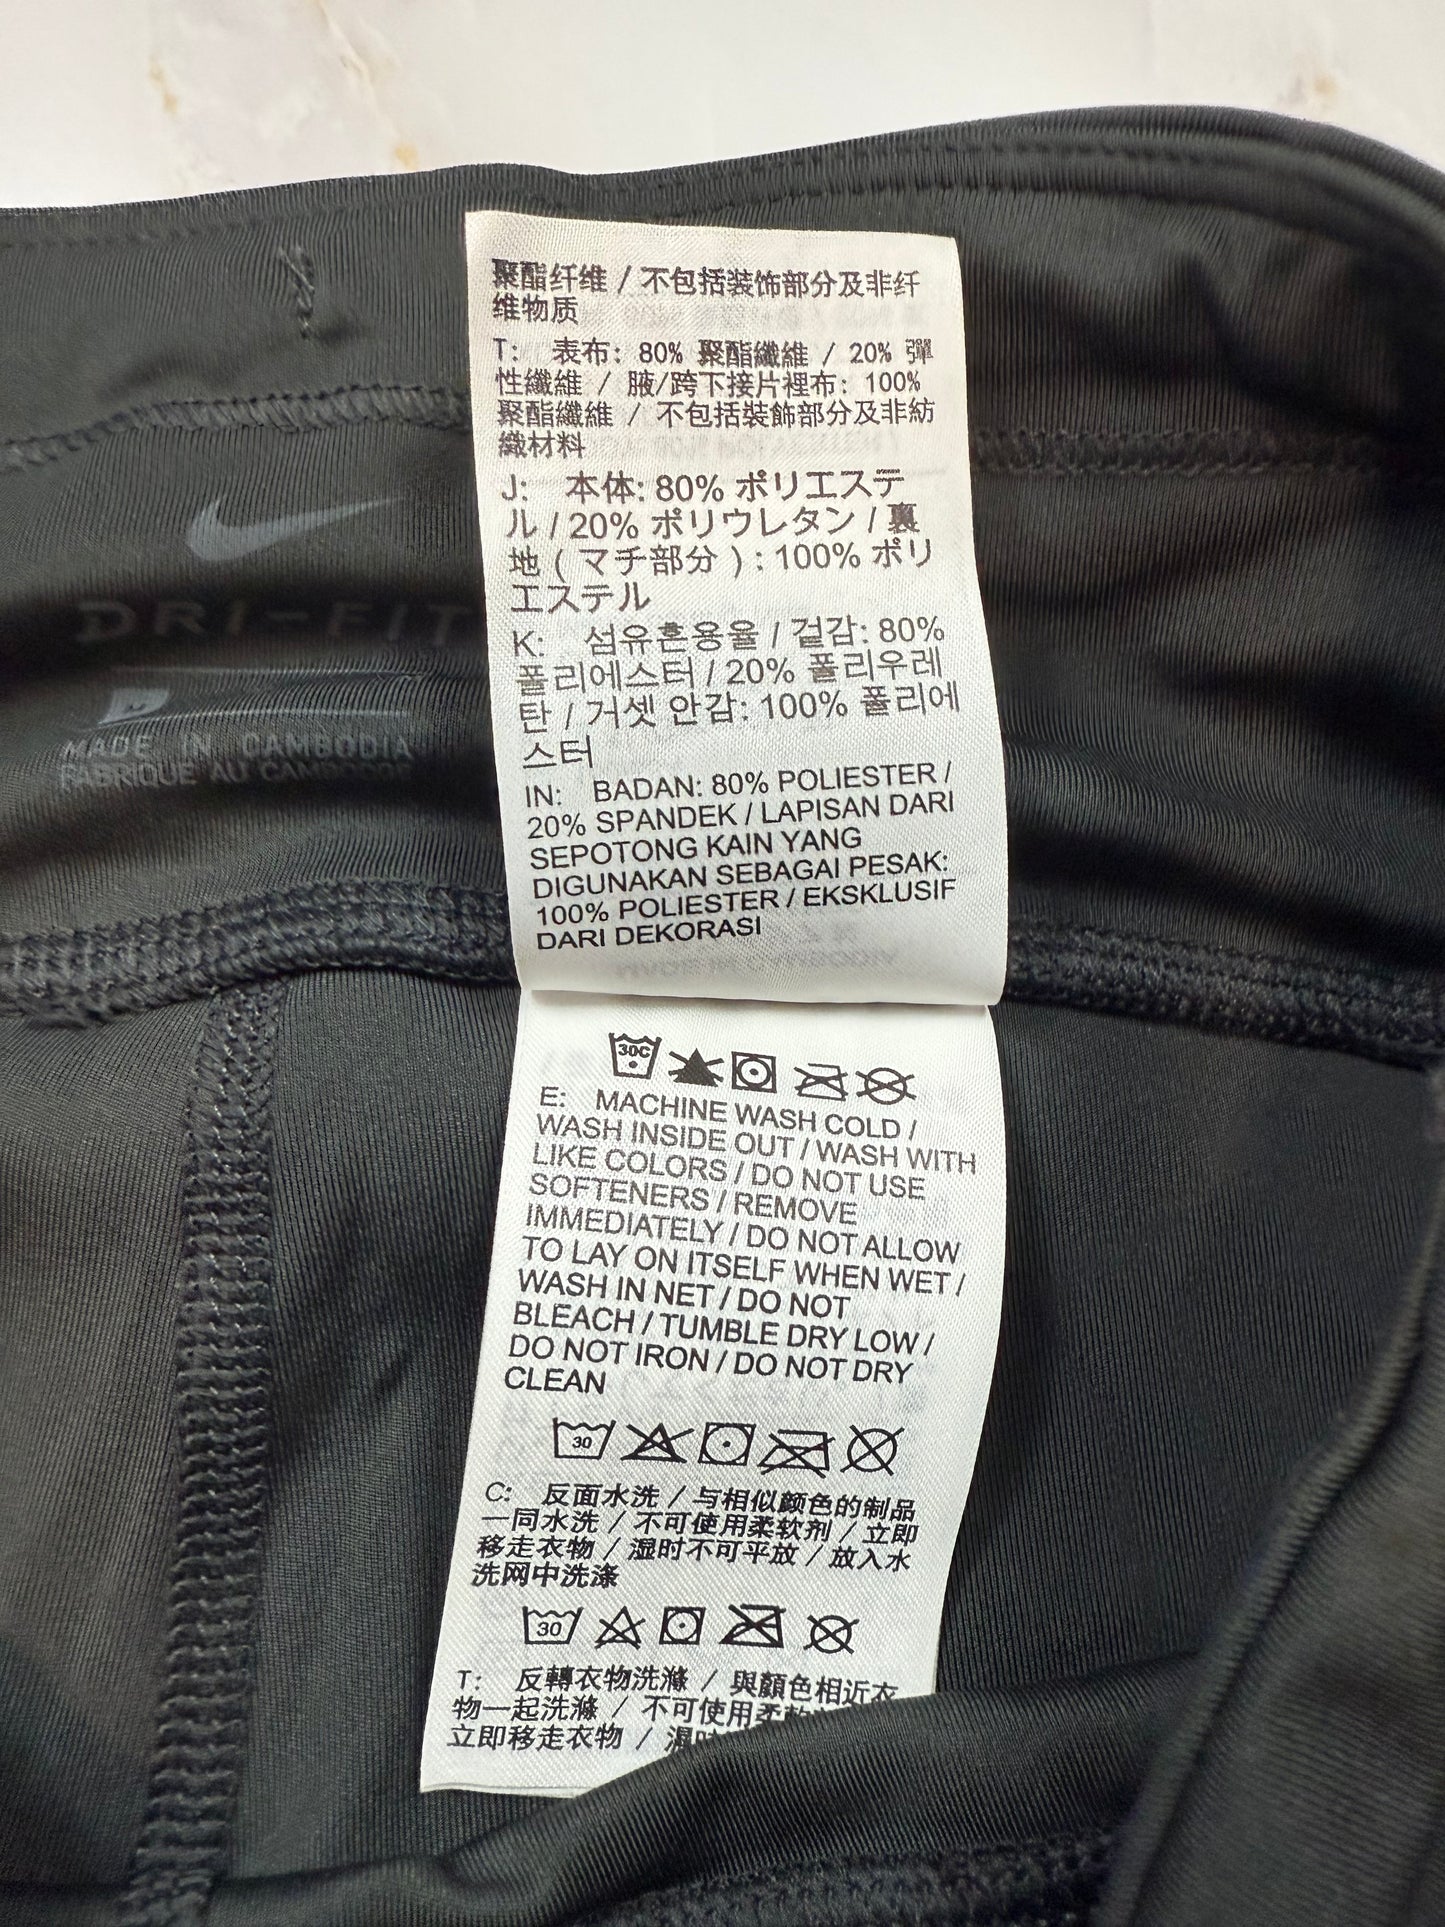 聚酯纤维 / 不包括装饰部分及非纤
维物质
T: 表布: 80% 聚酯纖維 / 20% 彈
性纖維 / 腋/跨下接片裡布: 100%
聚酯纖維 / 不包括裝飾部分及非紡
織材料
J: 本体: 80% ポリエステ
ル / 20% ポリウレタン / 裏
地 ( マチ部分 ) : 100% ポリ
エステル
K: 섬유혼용율 / 겉감: 80%
폴리에스터 / 20% 폴리우레
탄 / 거셋 안감: 100% 폴리에
스터
IN: BADAN: 80% POLIESTER /
20% SPANDEK / LAPISAN DARI
SEPOTONG KAIN YANG
DIGUNAKAN SEBAGAI PESAK:
100% POLIESTER / EKSKLUSIF
DARI DEKORASI
DRI-FIT
MADE IN CAMBODIA
FABRIQUE AU CAMBODGE
30C
E: MACHINE WASH COLD /
WASH INSIDE OUT / WASH WITH
LIKE COLORS / DO NOT USE
SOFTENERS / REMOVE
IMMEDIATELY / DO NOT ALLOW
TO LAY ON ITSELF WHEN WET /
WASH IN NET / DO NOT
BLEACH / TUMBLE DRY LOW /
DO NOT IRON / DO NOT DRY
CLEAN
30
C: 反面水洗 / 与相似颜色的制品
一同水洗 / 不可使用柔软剂 / 立即
移走衣物 / 湿时不可平放 / 放入水
洗网中洗涤
30
T: 反轉衣物洗滌 / 與顏色相近衣
物一起洗滌 / 不可使用柔軟
立即移走衣物 / 濕時